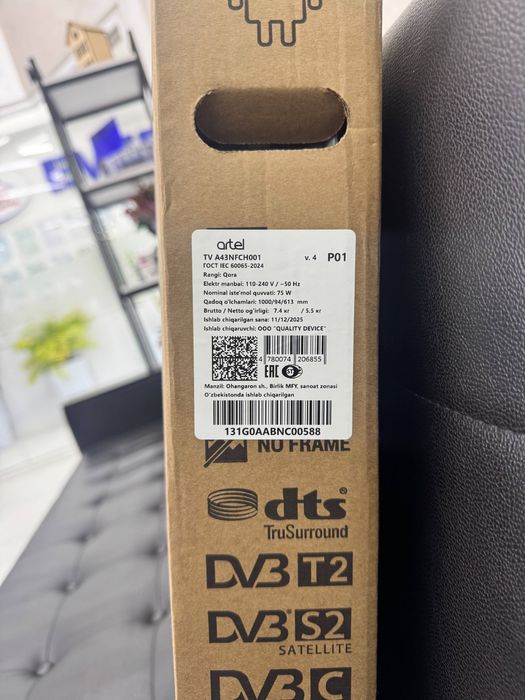 artel
TV A43NFCH001 v. 4 P01
ГОСТ IEC 60065-2024
Rangi: Qora
Elektr manbai: 110-240 V / ~50 Hz
Nominal iste'mol quvvati: 75 W
Qadoq o'lchamlari: 1000/94/613 mm
Brutto / Netto og'irligi: 7.4 кг / 5.5 кг
Ishlab chiqarilgan sana: 11/12/2025
Ishlab chiqaruvchi: ООО "QUALITY DEVICE"
4 780074 206855
EAC
Manzil: Ohangaron sh., Birlik MFY, sanoat zonasi
O'zbekistonda ishlab chiqarilgan
131G0AABNC00588
NO FRAME
dts®
TruSurround
DVB T2
DVB® S2
SATELLITE
DVB C